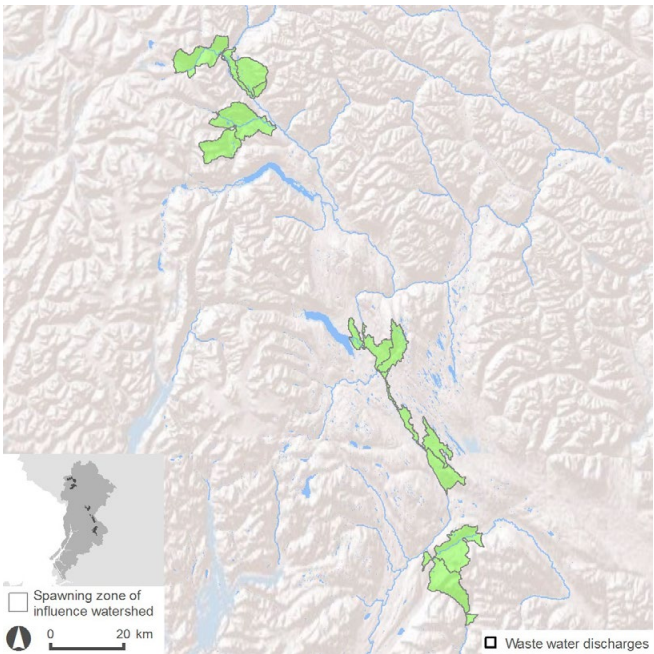 Spawning zone of
influence watershed
0 20 km
Waste water discharges